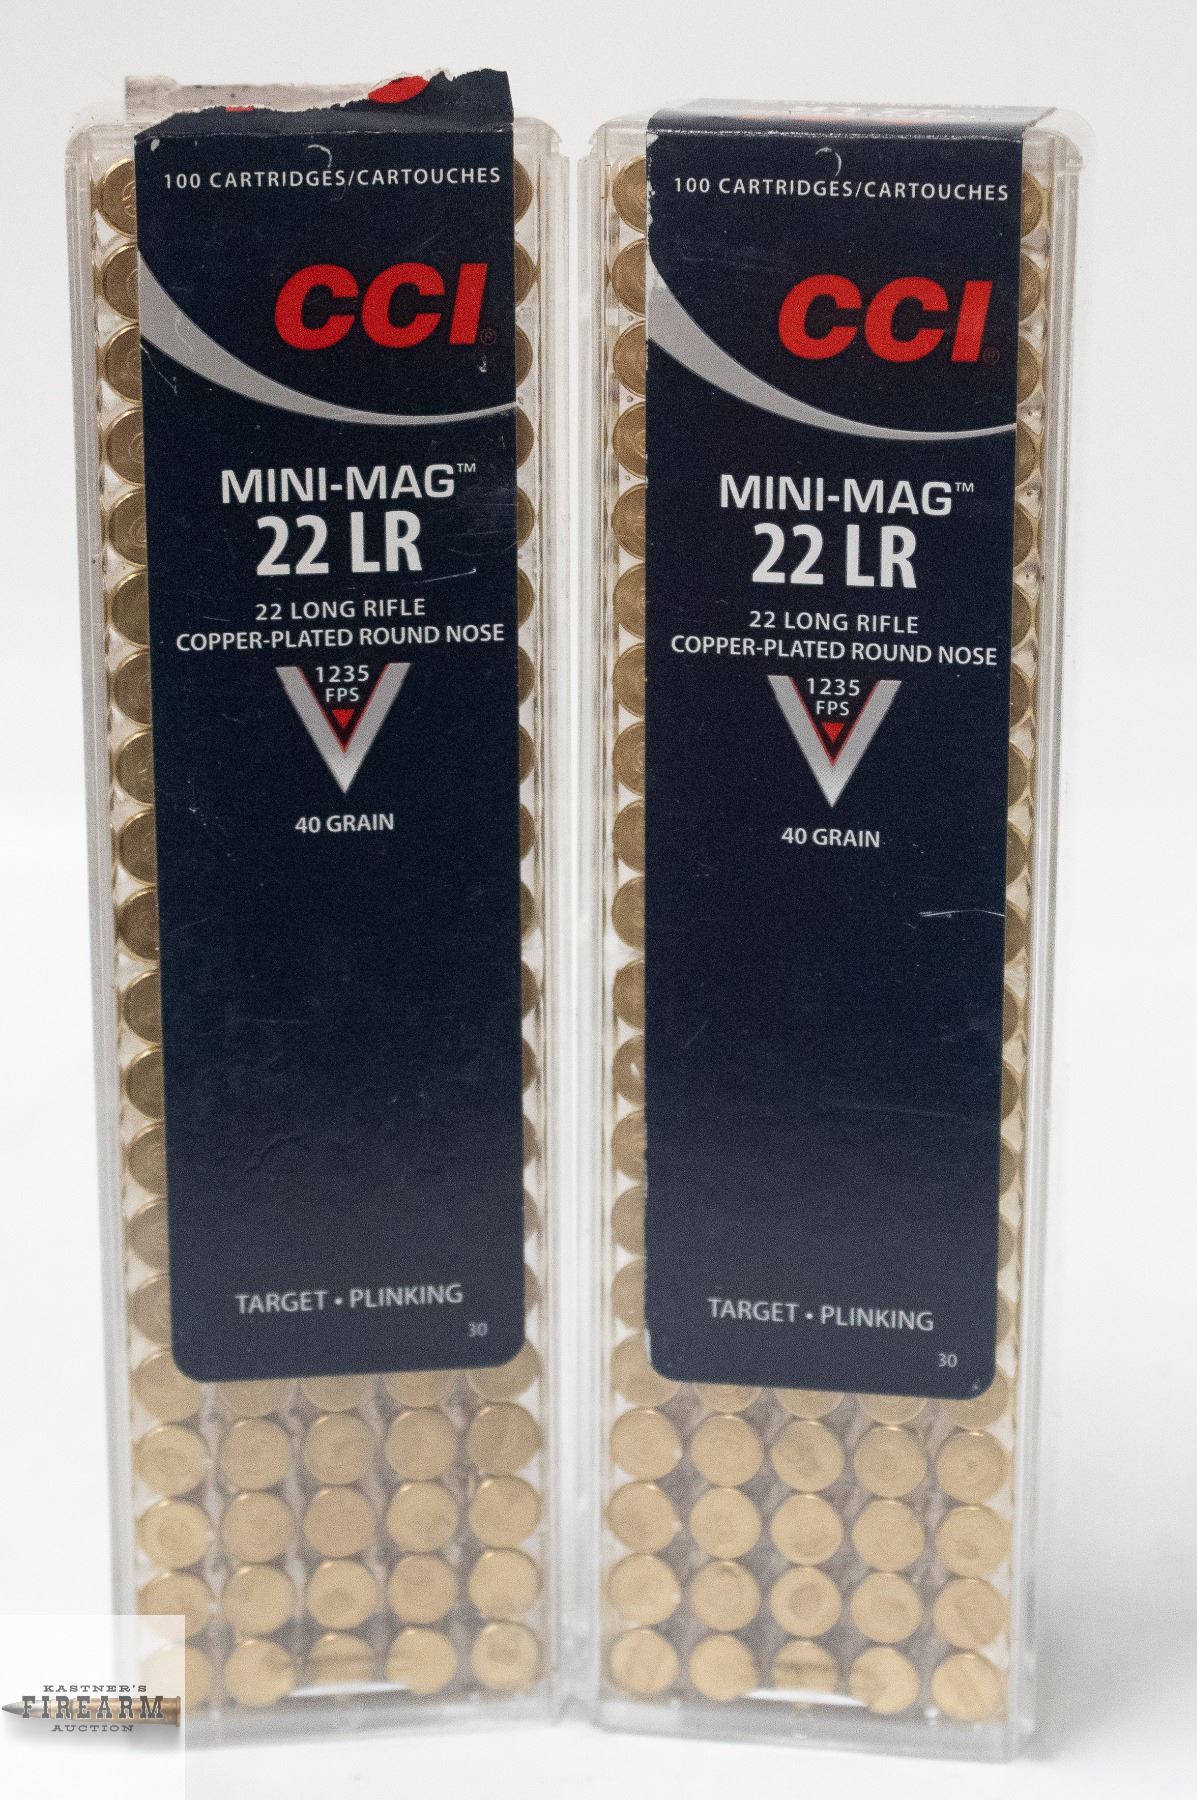 100 CARTRIDGES/CARTOUCHES
CCI®
MINI-MAG™
22 LR
22 LONG RIFLE
COPPER-PLATED ROUND NOSE
1235
FPS
40 GRAIN
TARGET • PLINKING
30
100 CARTRIDGES/CARTOUCHES
CCI®
MINI-MAG™
22 LR
22 LONG RIFLE
COPPER-PLATED ROUND NOSE
1235
FPS
40 GRAIN
TARGET • PLINKING
30
KASTNER'S
FIREARM
AUCTION